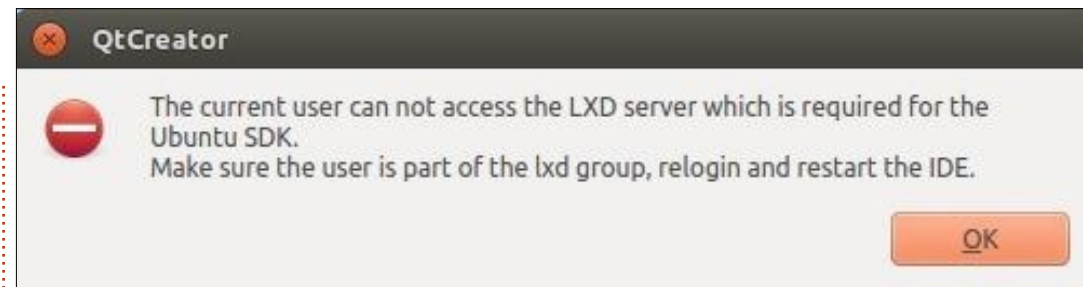 QtCreator
The current user can not access the LXD server which is required for the
Ubuntu SDK.
Make sure the user is part of the lxd group, relogin and restart the IDE.
OK